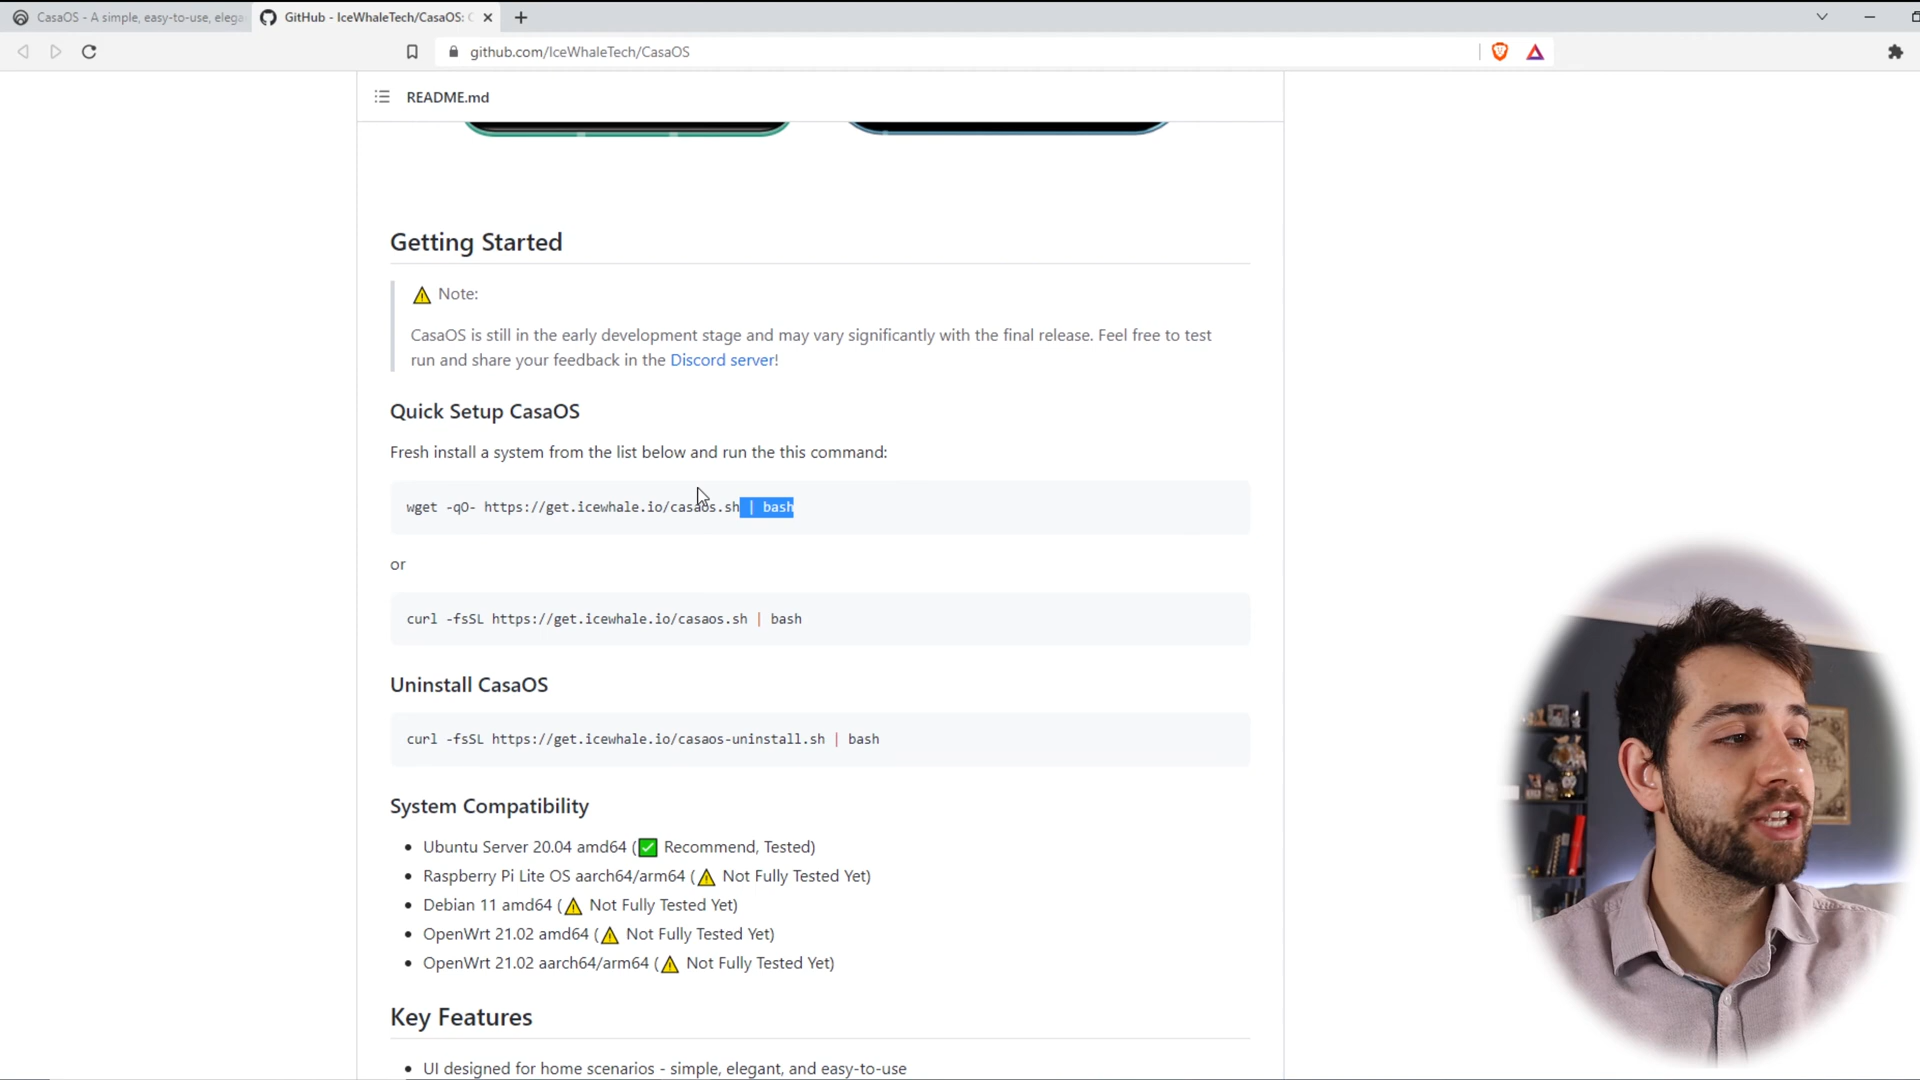 CasaOS - A simple, easy-to-use, elega
GitHub - IceWhaleTech/CasaOS: C
github.com/IceWhaleTech/CasaOS
README.md
Getting Started
Note:
CasaOS is still in the early development stage and may vary significantly with the final release. Feel free to test
run and share your feedback in the Discord server!
Quick Setup CasaOS
Fresh install a system from the list below and run the this command:
wget -qO- https://get.icewhale.io/casaos.sh | bash
or
curl -fsSL https://get.icewhale.io/casaos.sh | bash
Uninstall CasaOS
curl -fsSL https://get.icewhale.io/casaos-uninstall.sh | bash
System Compatibility
• Ubuntu Server 20.04 amd64 (✅ Recommend, Tested)
• Raspberry Pi Lite OS aarch64/arm64 (⚠ Not Fully Tested Yet)
• Debian 11 amd64 (⚠ Not Fully Tested Yet)
• OpenWrt 21.02 amd64 (⚠ Not Fully Tested Yet)
• OpenWrt 21.02 aarch64/arm64 (⚠ Not Fully Tested Yet)
Key Features
• UI designed for home scenarios - simple, elegant, and easy-to-use